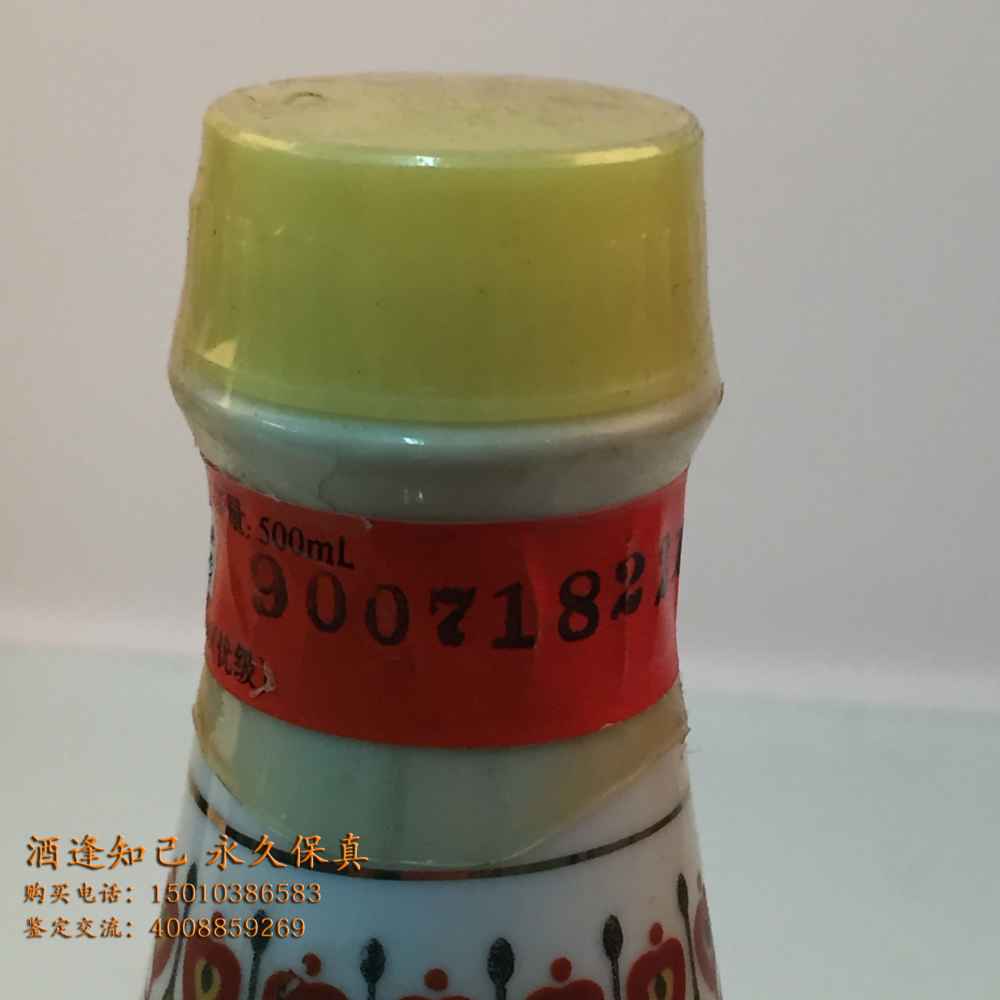 量: 500mL
90071821
(优级)
酒逢知己 永久保真
购买电话: 15010386583
鉴定交流: 4008859269